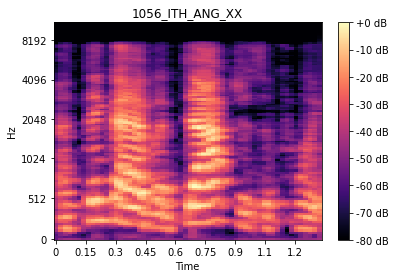 1056_ITH_ANG_XX
8192
4096
2048
1024
512
0
Hz
0 0.15 0.3 0.45 0.6 0.75 0.9 1.1 1.2
Time
+0 dB
-10 dB
-20 dB
-30 dB
-40 dB
-50 dB
-60 dB
-70 dB
-80 dB